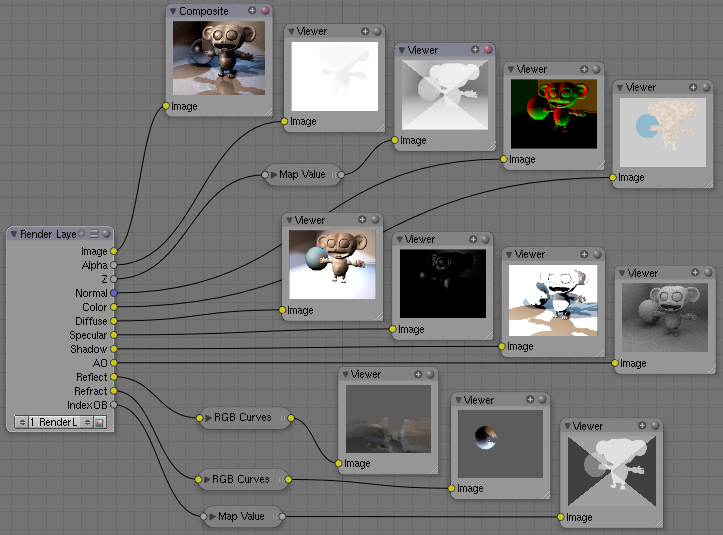 Composite
Image
Viewer
Image
Viewer
Image
Viewer
Image
Viewer
Image
Map Value
Render Laye
Image
Alpha
Z
Normal
Color
Diffuse
Specular
Shadow
AO
Reflect
Refract
IndexOB
1 RenderL
Viewer
Image
Viewer
Image
Viewer
Image
Viewer
Image
RGB Curves
Viewer
Image
RGB Curves
Viewer
Image
Map Value
Viewer
Image